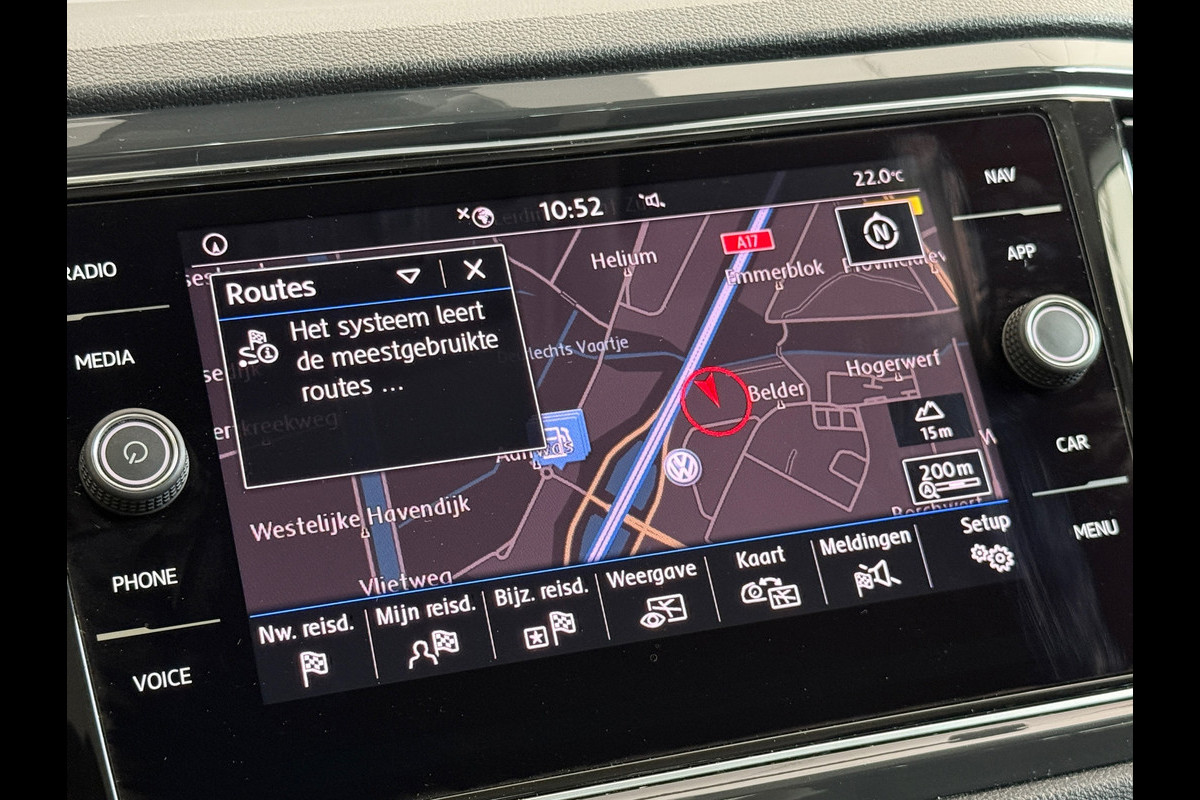 RADIO
MEDIA
PHONE
VOICE
10:52
22.0°C
Routes
Het systeem leert
de meestgebruikte
routes ...
Helium
A17
Emmerblok
N
Hogerwerf
Belder
15m
200m
A
Westelijke Havendijk
Vlietweg
Nw. reisd.
Mijn reisd.
Bijz. reisd.
Weergave
Kaart
Meldingen
Setup
NAV
APP
CAR
MENU